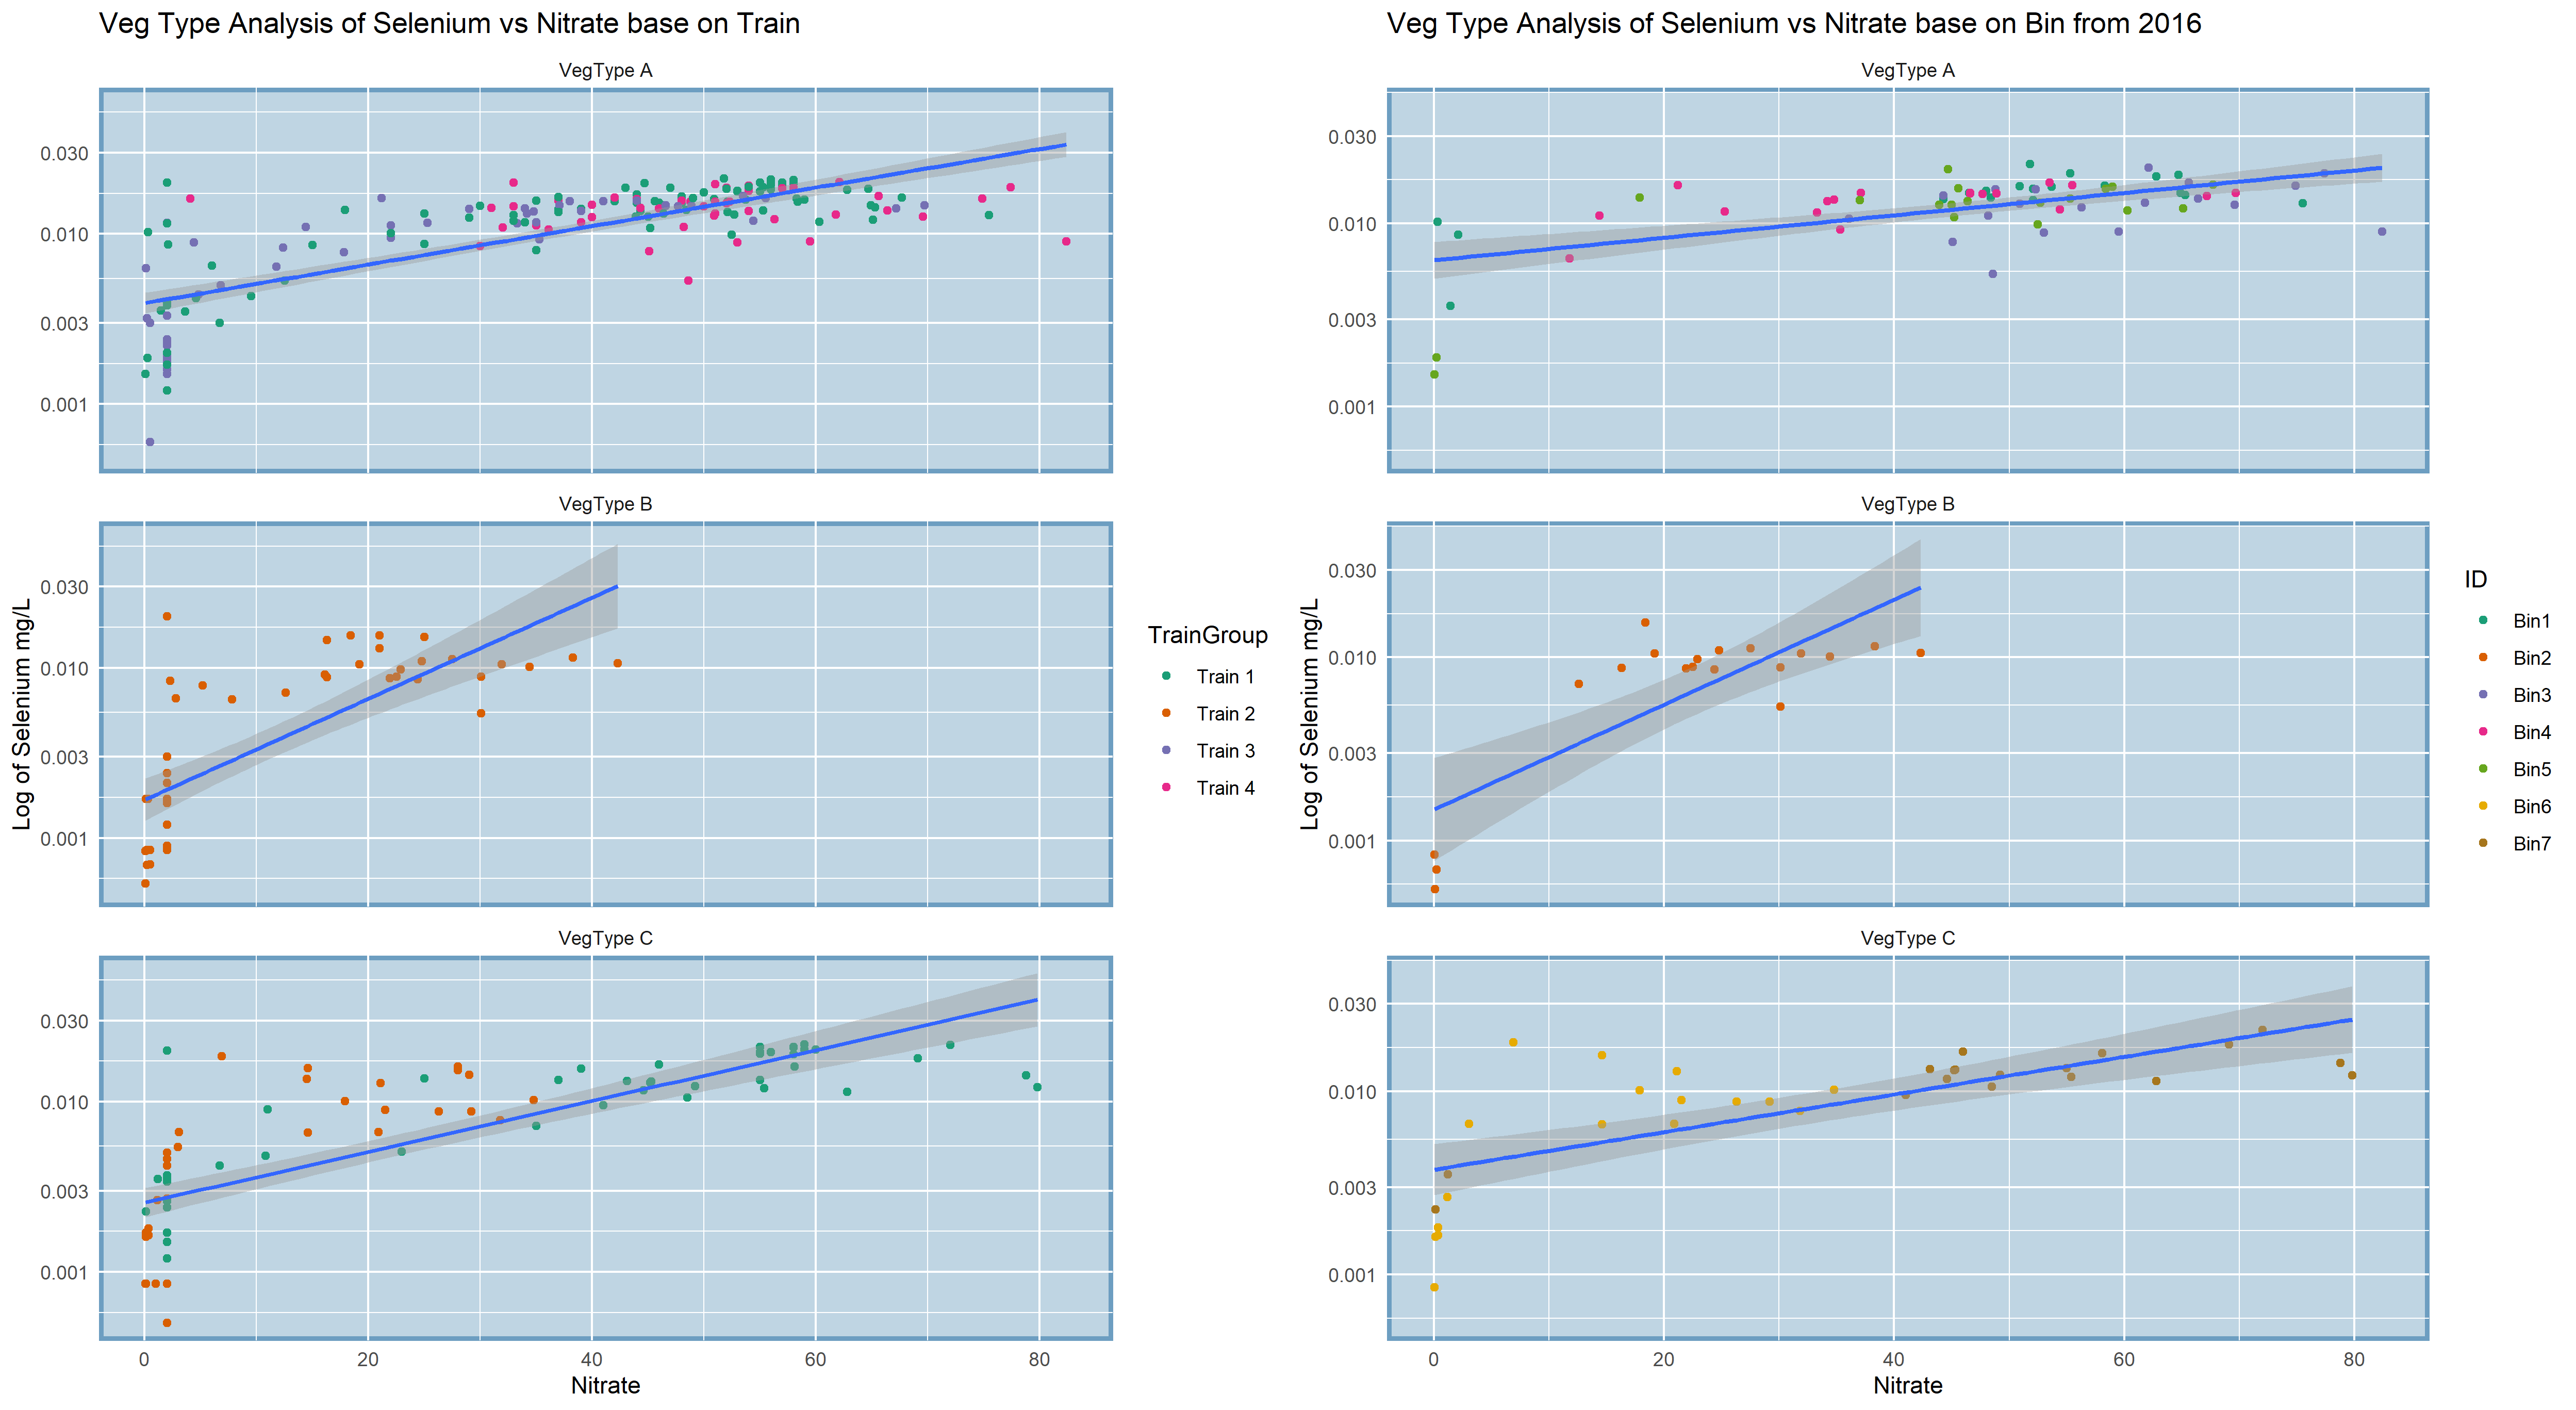 Veg Type Analysis of Selenium vs Nitrate base on Train
VegType A
0.030
0.010
0.003
0.001
VegType B
0.030
0.010
0.003
0.001
VegType C
0.030
0.010
0.003
0.001
0 20 40 60 80
Nitrate
Log of Selenium mg/L
TrainGroup
Train 1
Train 2
Train 3
Train 4
Veg Type Analysis of Selenium vs Nitrate base on Bin from 2016
VegType A
0.030
0.010
0.003
0.001
VegType B
0.030
0.010
0.003
0.001
VegType C
0.030
0.010
0.003
0.001
0 20 40 60 80
Nitrate
Log of Selenium mg/L
ID
Bin1
Bin2
Bin3
Bin4
Bin5
Bin6
Bin7